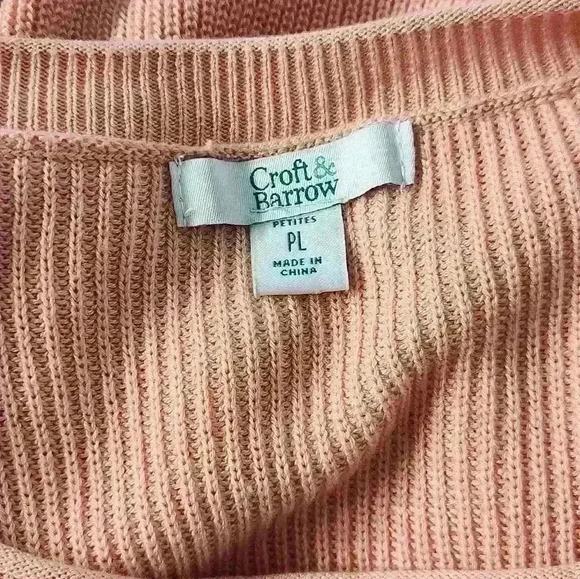 Croft&
Barrow
PETITES
PL
MADE IN
CHINA